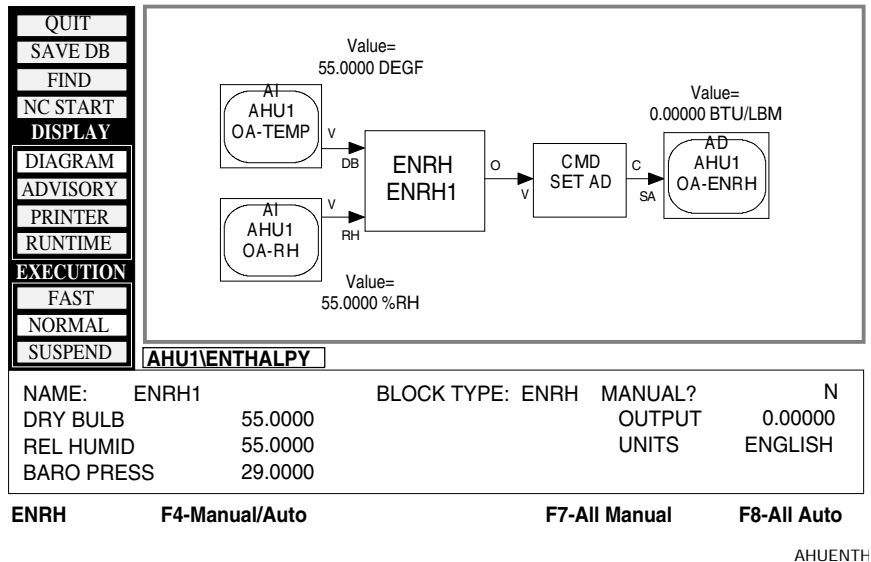 QUIT
SAVE DB
FIND
NC START
DISPLAY
DIAGRAM
ADVISORY
PRINTER
RUNTIME
EXECUTION
FAST
NORMAL
SUSPEND
Value=
55.0000 DEGF
AI
AHU1
OA-TEMP
V
DB
AI
AHU1
OA-RH
V
RH
Value=
55.0000 %RH
ENRH
ENRH1
O
V
CMD
SET AD
C
SA
Value=
0.00000 BTU/LBM
AD
AHU1
OA-ENRH
AHU1\ENTHALPY
NAME: ENRH1 BLOCK TYPE: ENRH MANUAL? N
DRY BULB 55.0000 OUTPUT 0.00000
REL HUMID 55.0000 UNITS ENGLISH
BARO PRESS 29.0000
ENRH F4-Manual/Auto F7-All Manual F8-All Auto
AHUENTH